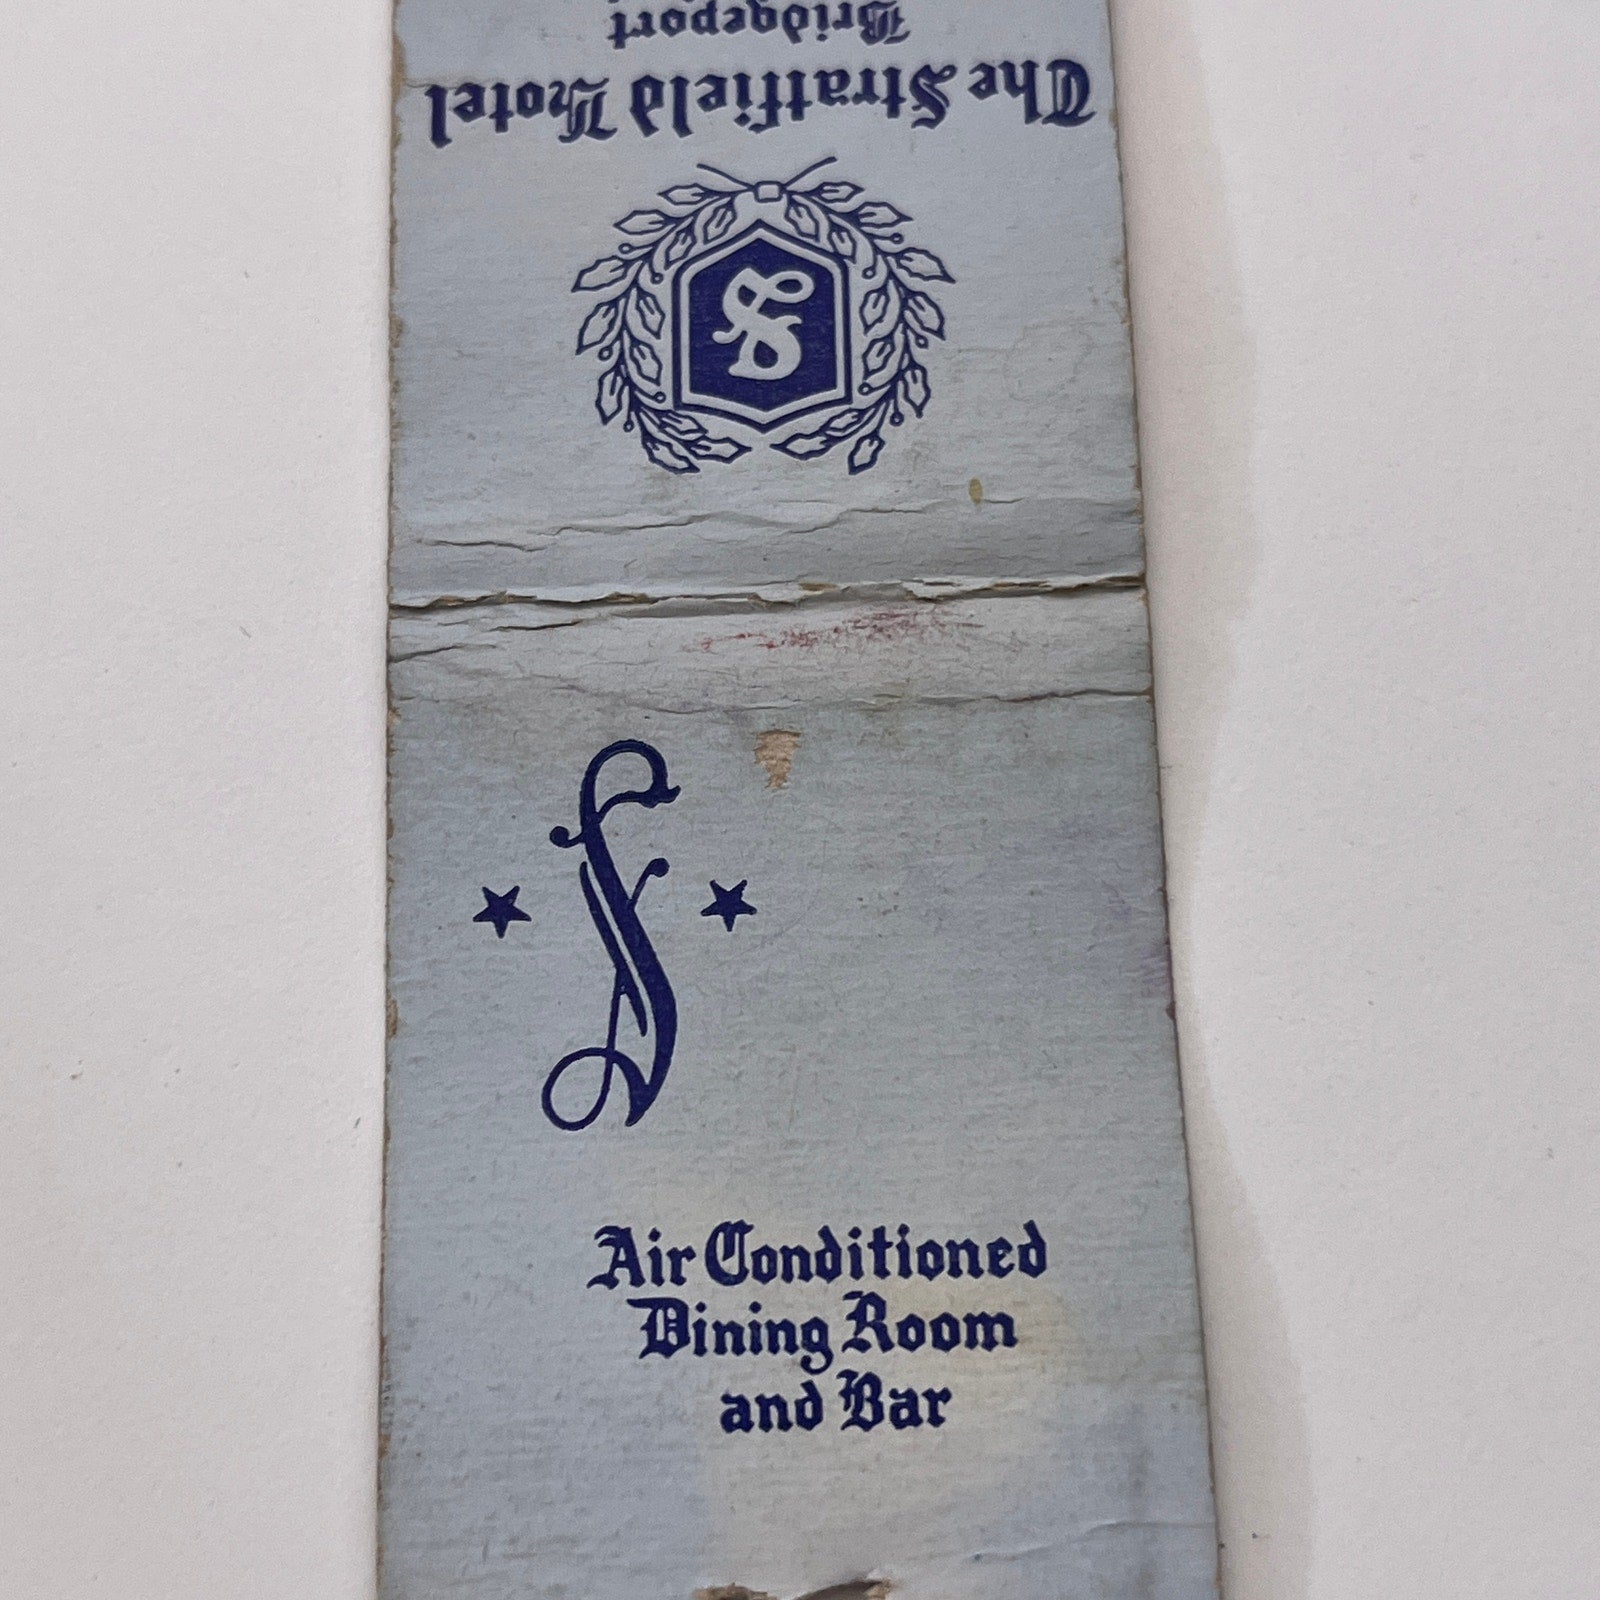 The Stratfield Hotel
Bridgeport
S
S
Air Conditioned
Dining Room
and Bar